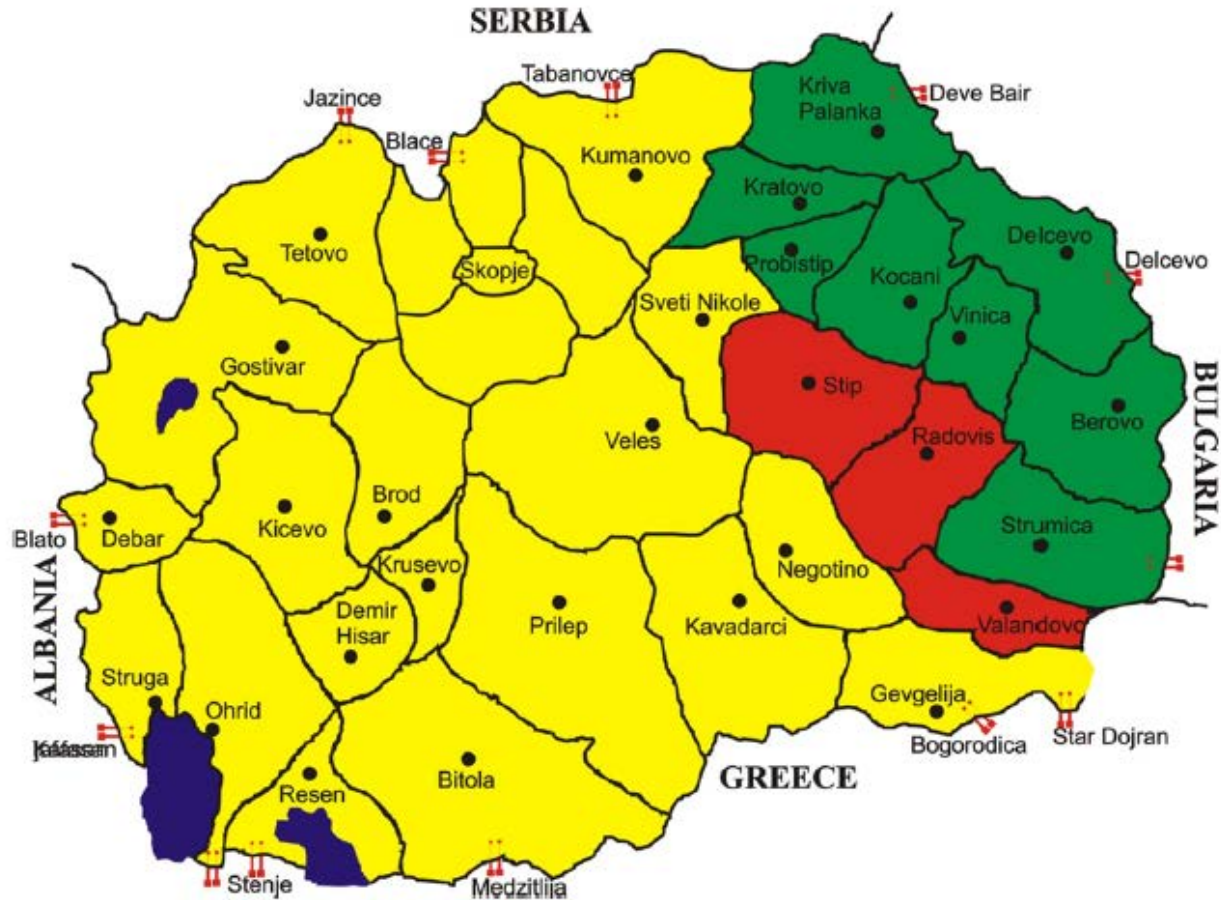 SERBIA
Tabanovce
Jazince
Blace
Kriva
Palanka
Deve Bair
Kumanovo
Kratovo
Tetovo
Skopje
Probistip
Delcevo
Delcevo
Sveti Nikole
Kocani
Vinica
Gostivar
Stip
BULGARIA
Veles
Radovis
Berovo
Brod
Kicevo
Debar
Blato
Strumica
Krusevo
Negotino
ALBANIA
Demir
Hisar
Prilep
Kavadarci
Valandovo
Struga
Ohrid
Gevgelija
Bogorodica
Star Dojran
Bitola
GREECE
Resen
Stenje
Medzitlija